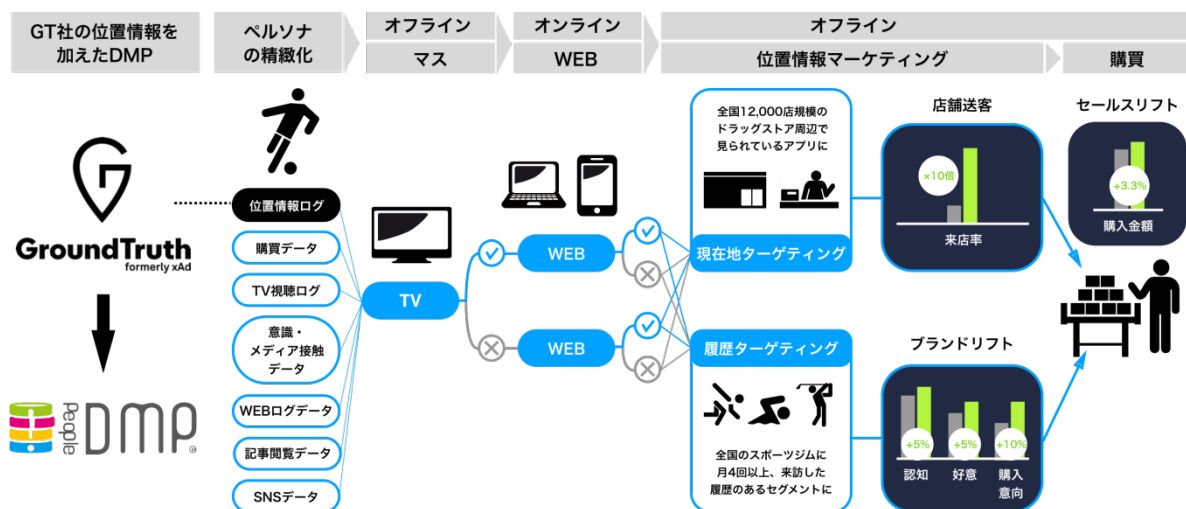 GT社の位置情報を
加えたDMP
ペルソナ
の精緻化
オフライン
マス
オンライン
WEB
オフライン
位置情報マーケティング
購買
GroundTruth
formerly xAd
People
DMP
位置情報ログ
購買データ
TV視聴ログ
意識・
メディア接触
データ
WEBログデータ
記事閲覧データ
SNSデータ
TV
WEB
WEB
全国12,000店規模の
ドラッグストア周辺で
見られているアプリに
現在地ターゲティング
履歴ターゲティング
全国のスポーツジムに
月4回以上、来訪した
履歴のあるセグメントに
店舗送客
×10倍
来店率
ブランドリフト
+5%
+5%
+10%
認知
好意
購入
意向
セールスリフト
+3.3%
購入金額